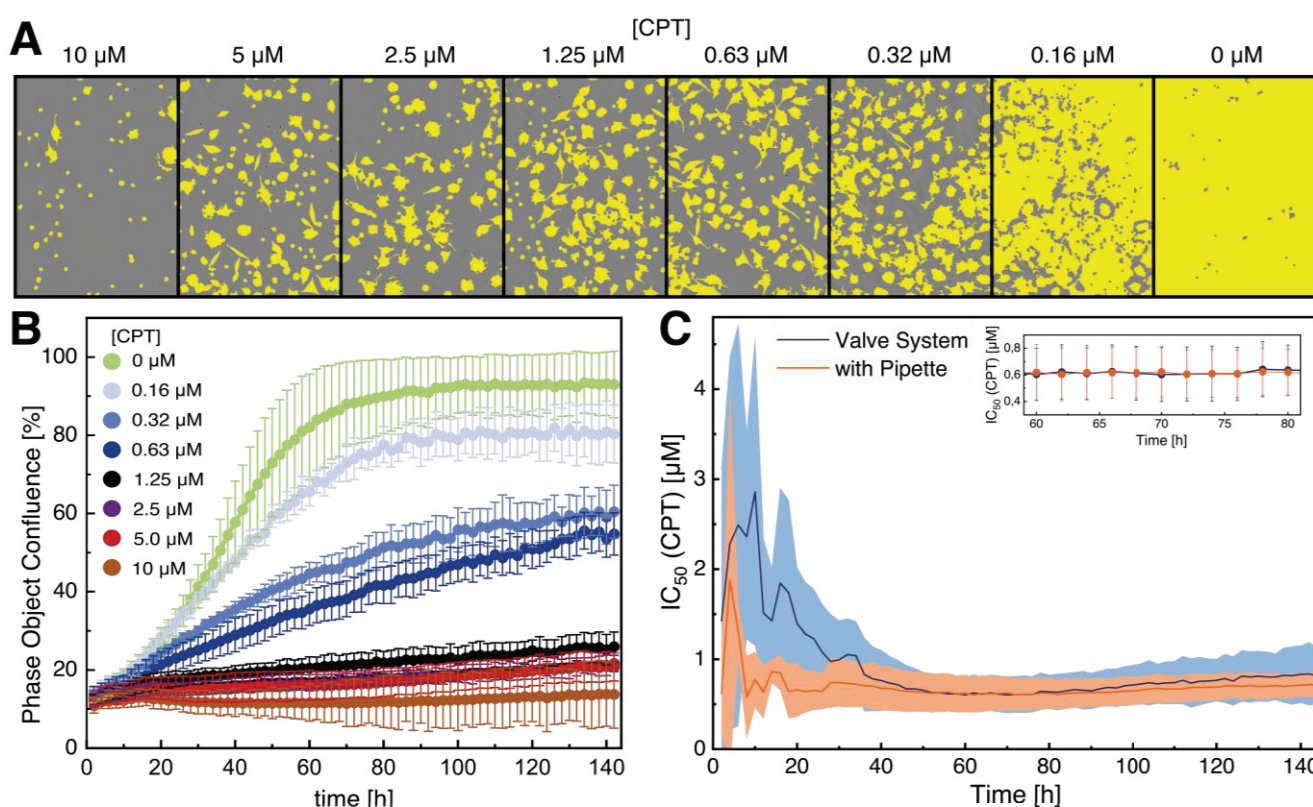 A
[CPT]
10 µM 5 µM 2.5 µM 1.25 µM 0.63 µM 0.32 µM 0.16 µM 0 µM
B
Phase Object Confluence [%]
100
80
60
40
20
0
[CPT]
0 µM
0.16 µM
0.32 µM
0.63 µM
1.25 µM
2.5 µM
5.0 µM
10 µM
0 20 40 60 80 100 120 140
time [h]
C
IC50 (CPT) [µM]
4
3
2
1
0
Valve System
with Pipette
IC50 (CPT) [µM]
0,8
0,6
0,4
60 65 70 75 80
Time [h]
0 20 40 60 80 100 120 140
Time [h]